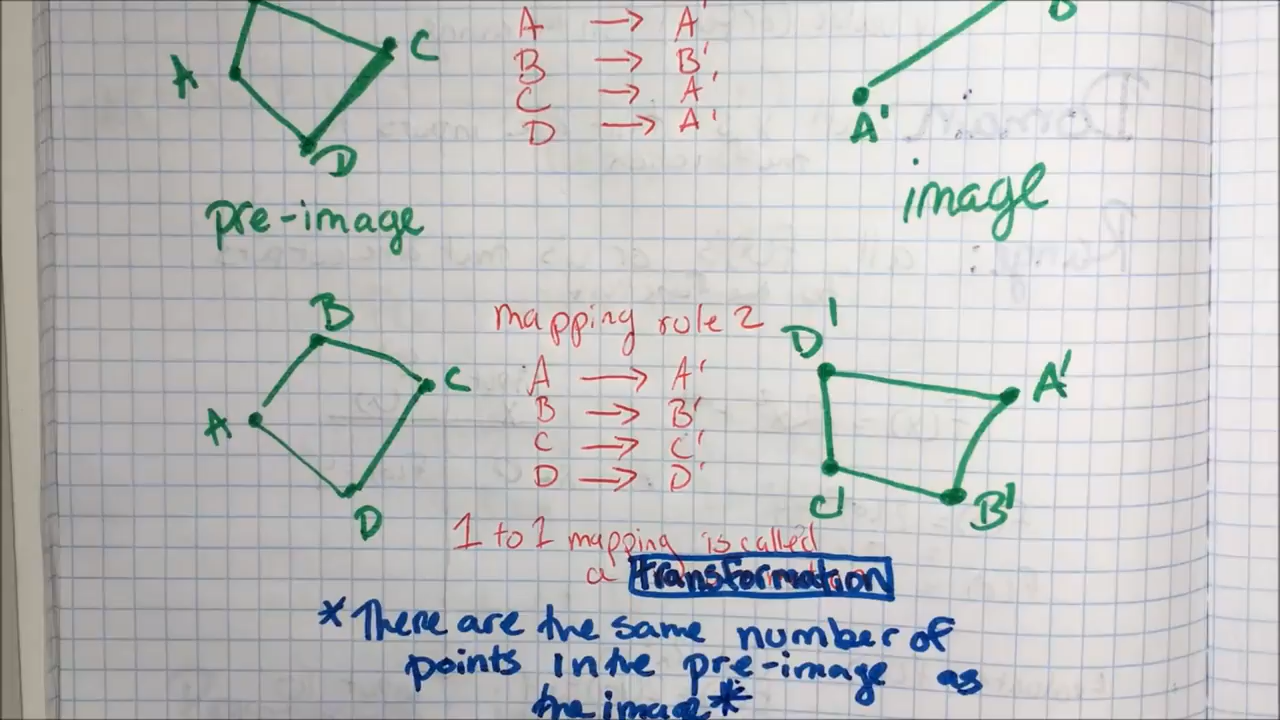 A → A'
B → B'
C → A'
D → A'
A
C
D
pre-image
A'
image
mapping rule 2
A → A'
B → B'
C → C'
D → D'
B
A
C
D
D'
A'
C'
B'
1 to 1 mapping is called
a transformation
*There are the same number of
points in the pre-image as
the image*